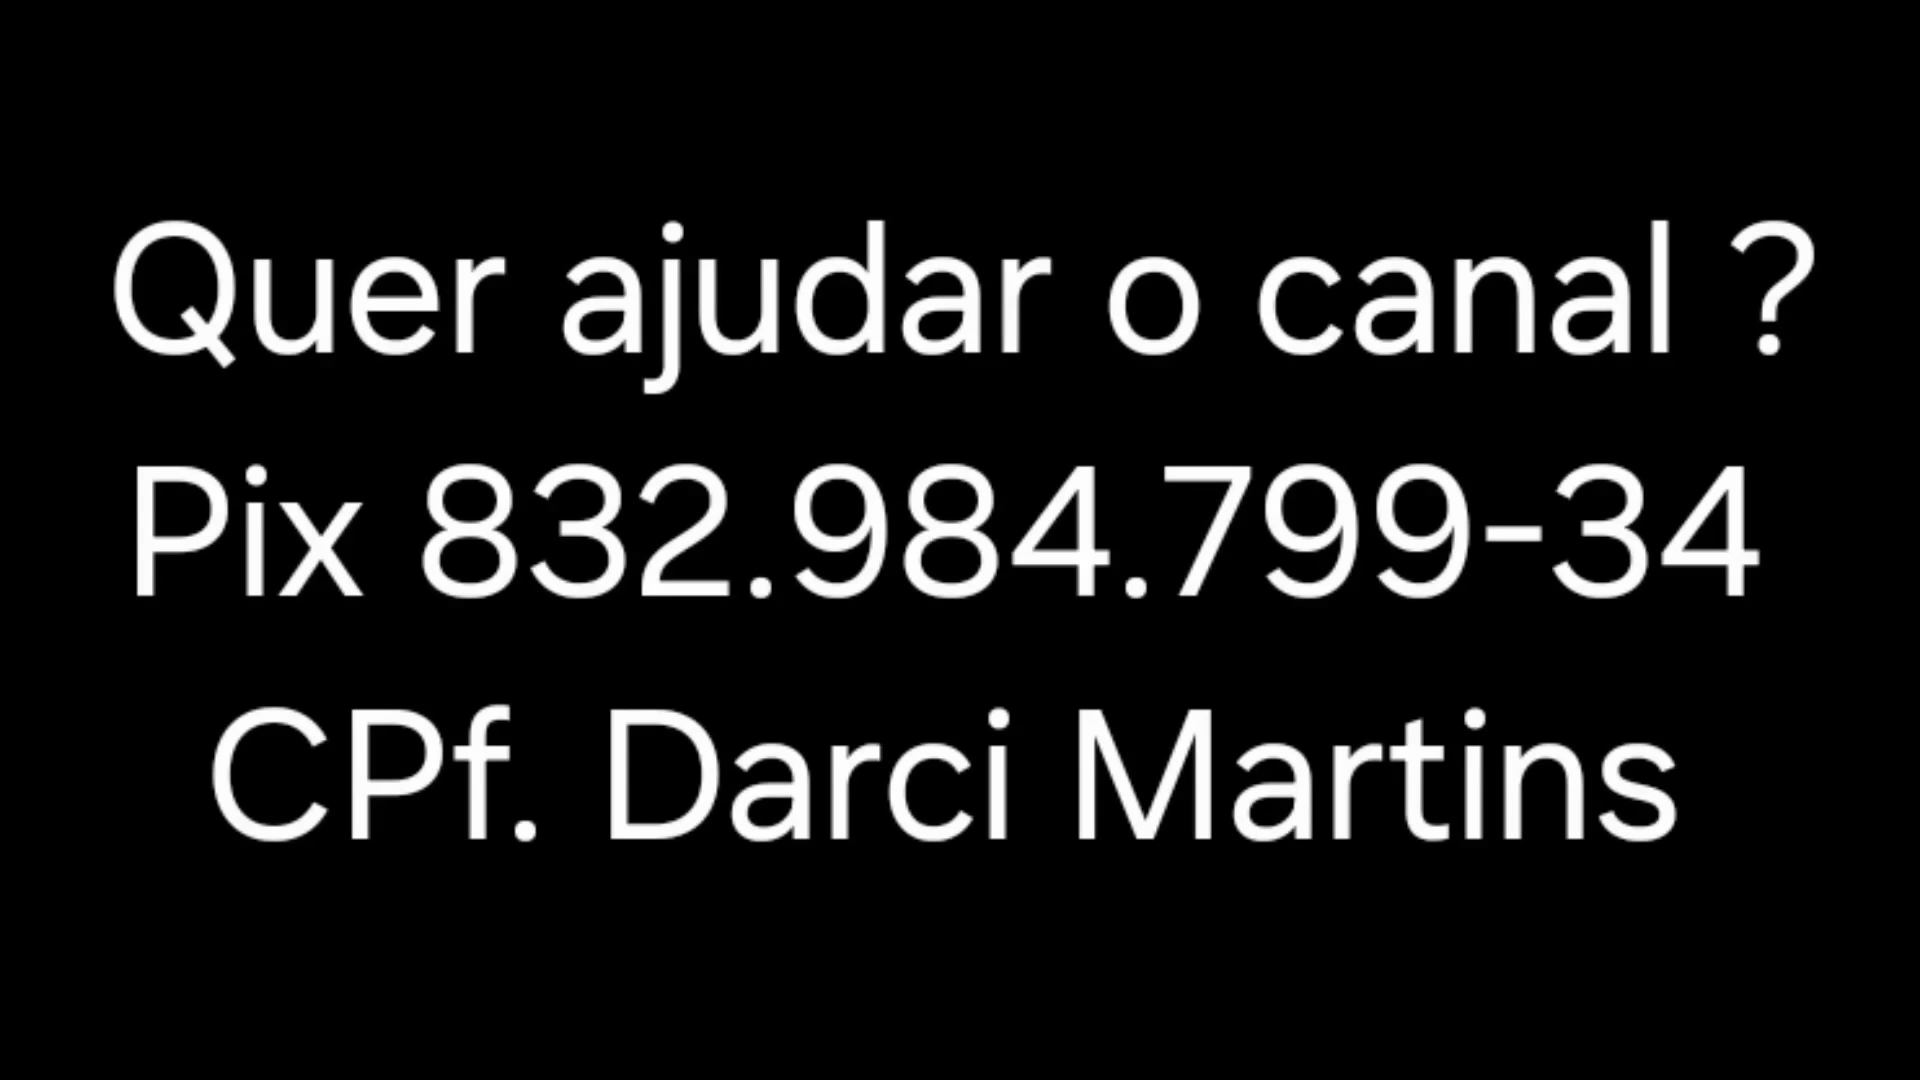 Quer ajudar o canal ?
Pix 832.984.799-34
CPf. Darci Martins